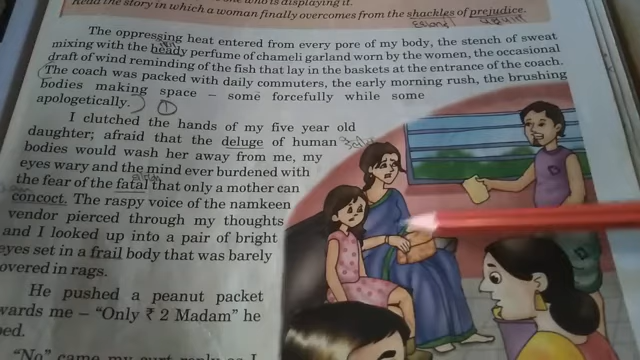 one who is displaying it.
Read the story in which a woman finally overcomes from the shackles of prejudice.
The oppressing heat entered from every pore of my body, the stench of sweat
mixing with the heady perfume of chameli garland worn by the women, the occasional
draft of wind reminding of the fish that lay in the baskets at the entrance of the coach.
The coach was packed with daily commuters, the early morning rush, the brushing
bodies making space – some forcefully while some
apologetically. 1
I clutched the hands of my five year old
daughter; afraid that the deluge of human
bodies would wash her away from me, my
eyes wary and the mind ever burdened with
the fear of the fatal that only a mother can
concoct. The raspy voice of the namkeen
vendor pierced through my thoughts
and I looked up into a pair of bright
eyes set in a frail body that was barely
overed in rags.
He pushed a peanut packet
wards me – "Only ₹ 2 Madam" he
"No" came my curt reply as I